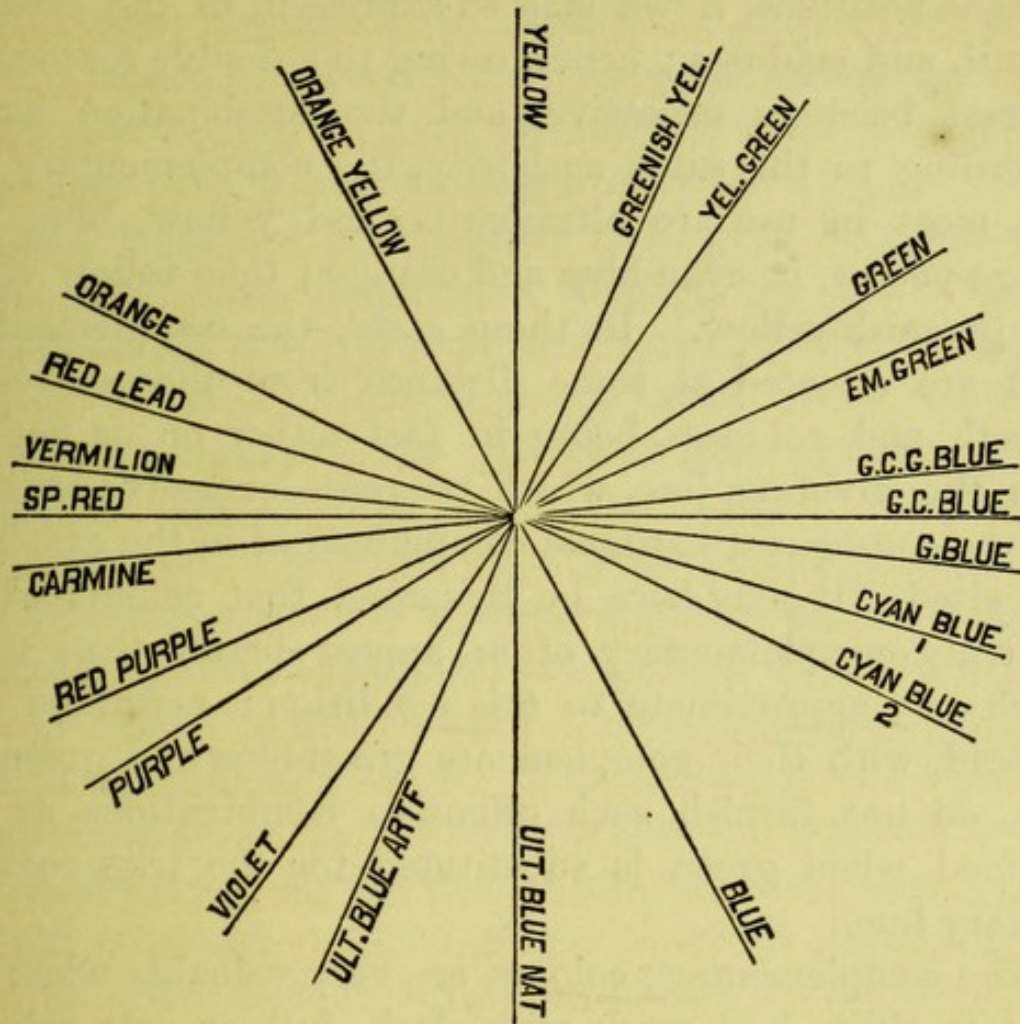 YELLOW
GREENISH YEL.
YEL. GREEN
GREEN
EM. GREEN
G.C.G. BLUE
G.C. BLUE
G. BLUE
CYAN BLUE
1
CYAN BLUE
2
BLUE
ULT. BLUE NAT
ULT. BLUE ARTF
VIOLET
PURPLE
RED PURPLE
CARMINE
SP. RED
VERMILION
RED LEAD
ORANGE
ORANGE YELLOW